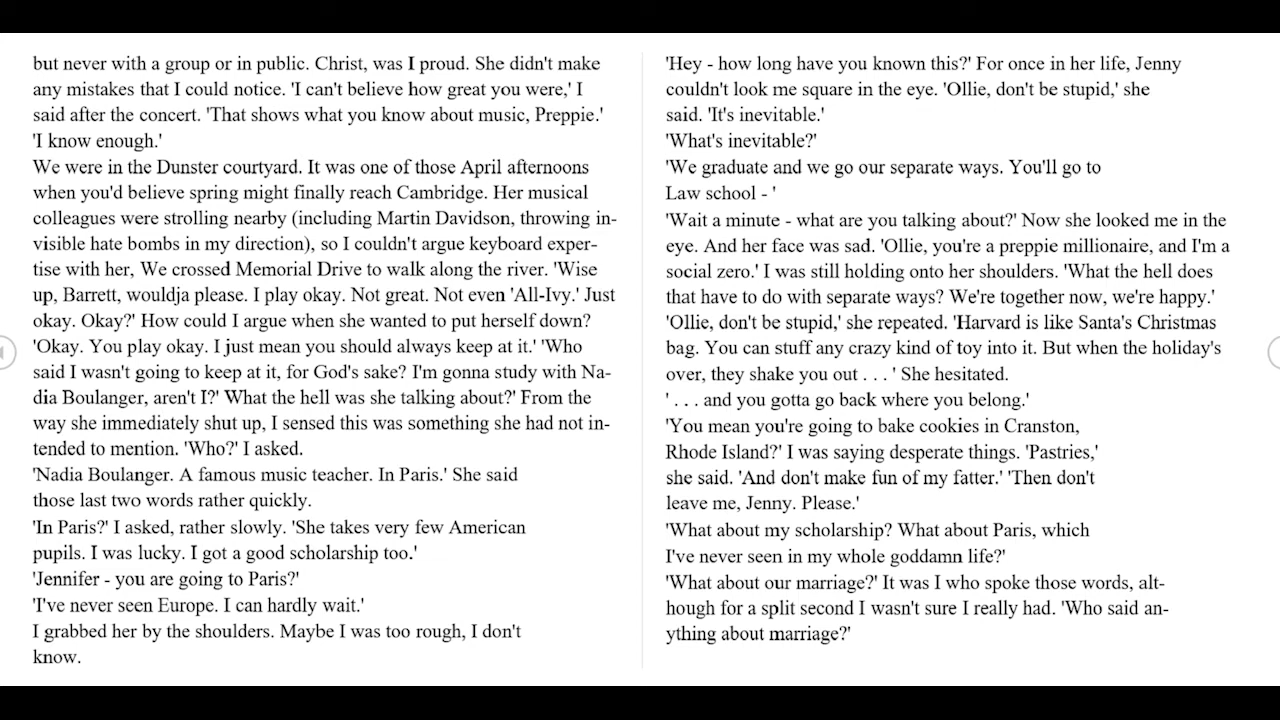 but never with a group or in public. Christ, was I proud. She didn't make
any mistakes that I could notice. 'I can't believe how great you were,' I
said after the concert. 'That shows what you know about music, Preppie.'
'I know enough.'
We were in the Dunster courtyard. It was one of those April afternoons
when you'd believe spring might finally reach Cambridge. Her musical
colleagues were strolling nearby (including Martin Davidson, throwing in-
visible hate bombs in my direction), so I couldn't argue keyboard exper-
tise with her, We crossed Memorial Drive to walk along the river. 'Wise
up, Barrett, wouldja please. I play okay. Not great. Not even 'All-Ivy.' Just
okay. Okay?' How could I argue when she wanted to put herself down?
'Okay. You play okay. I just mean you should always keep at it.' 'Who
said I wasn't going to keep at it, for God's sake? I'm gonna study with Na-
dia Boulanger, aren't I?' What the hell was she talking about?' From the
way she immediately shut up, I sensed this was something she had not in-
tended to mention. 'Who?' I asked.
'Nadia Boulanger. A famous music teacher. In Paris.' She said
those last two words rather quickly.
'In Paris?' I asked, rather slowly. 'She takes very few American
pupils. I was lucky. I got a good scholarship too.'
'Jennifer - you are going to Paris?'
'I've never seen Europe. I can hardly wait.'
I grabbed her by the shoulders. Maybe I was too rough, I don't
know.
'Hey - how long have you known this?' For once in her life, Jenny
couldn't look me square in the eye. 'Ollie, don't be stupid,' she
said. 'It's inevitable.'
'What's inevitable?'
'We graduate and we go our separate ways. You'll go to
Law school - '
'Wait a minute - what are you talking about?' Now she looked me in the
eye. And her face was sad. 'Ollie, you're a preppie millionaire, and I'm a
social zero.' I was still holding onto her shoulders. 'What the hell does
that have to do with separate ways? We're together now, we're happy.'
'Ollie, don't be stupid,' she repeated. 'Harvard is like Santa's Christmas
bag. You can stuff any crazy kind of toy into it. But when the holiday's
over, they shake you out . . . ' She hesitated.
' . . . and you gotta go back where you belong.'
'You mean you're going to bake cookies in Cranston,
Rhode Island?' I was saying desperate things. 'Pastries,'
she said. 'And don't make fun of my fatter.' 'Then don't
leave me, Jenny. Please.'
'What about my scholarship? What about Paris, which
I've never seen in my whole goddamn life?'
'What about our marriage?' It was I who spoke those words, alt-
hough for a split second I wasn't sure I really had. 'Who said an-
ything about marriage?'